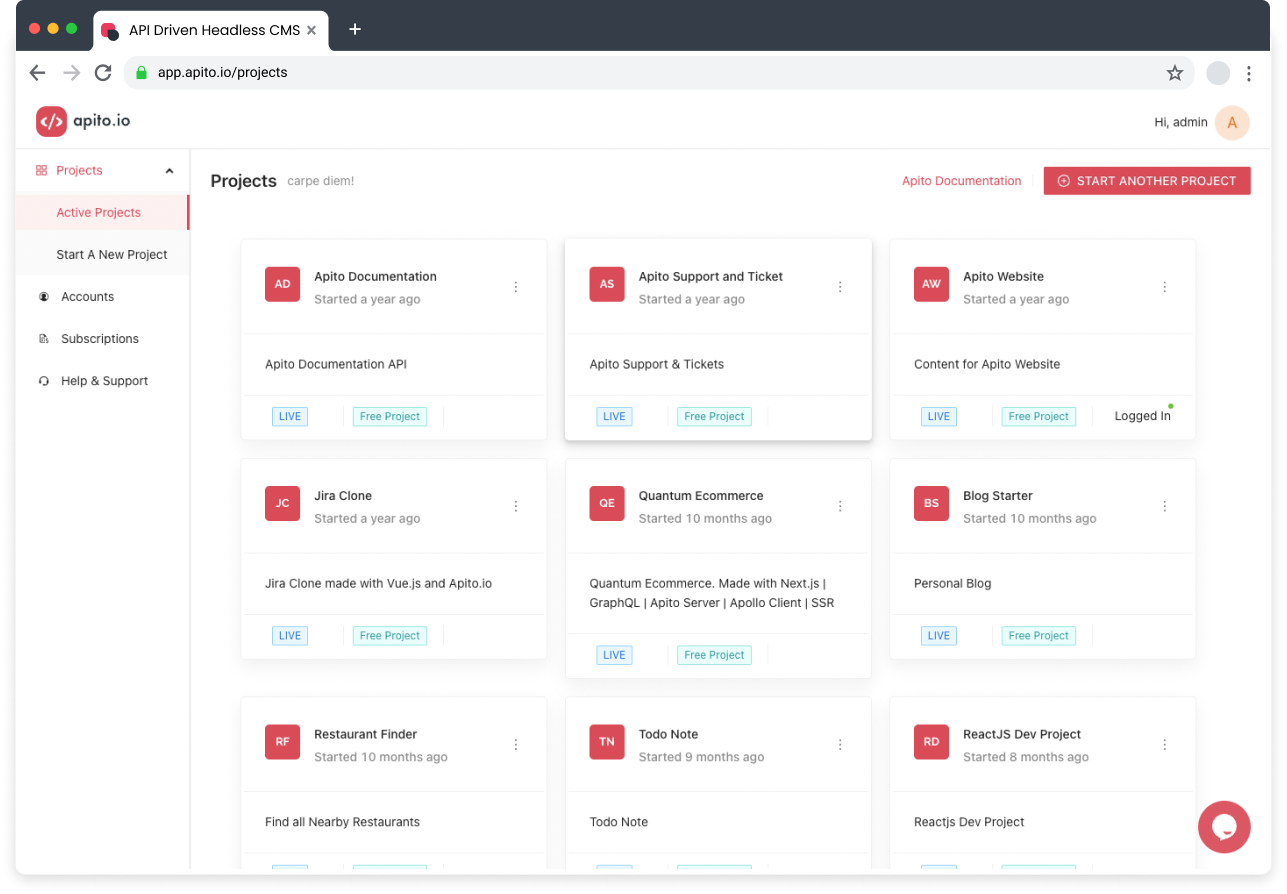 API Driven Headless CMS
app.apito.io/projects
apito.io
Hi, admin
A
Projects
Active Projects
Start A New Project
Accounts
Subscriptions
Help & Support
Projects carpe diem!
Apito Documentation
START ANOTHER PROJECT
AD
Apito Documentation
Started a year ago
Apito Documentation API
LIVE
Free Project
AS
Apito Support and Ticket
Started a year ago
Apito Support & Tickets
LIVE
Free Project
AW
Apito Website
Started a year ago
Content for Apito Website
LIVE
Free Project
Logged In
JC
Jira Clone
Started a year ago
Jira Clone made with Vue.js and Apito.io
LIVE
Free Project
QE
Quantum Ecommerce
Started 10 months ago
Quantum Ecommerce. Made with Next.js |
GraphQL | Apito Server | Apollo Client | SSR
LIVE
Free Project
BS
Blog Starter
Started 10 months ago
Personal Blog
LIVE
Free Project
RF
Restaurant Finder
Started 10 months ago
Find all Nearby Restaurants
TN
Todo Note
Started 9 months ago
Todo Note
RD
ReactJS Dev Project
Started 8 months ago
Reactjs Dev Project